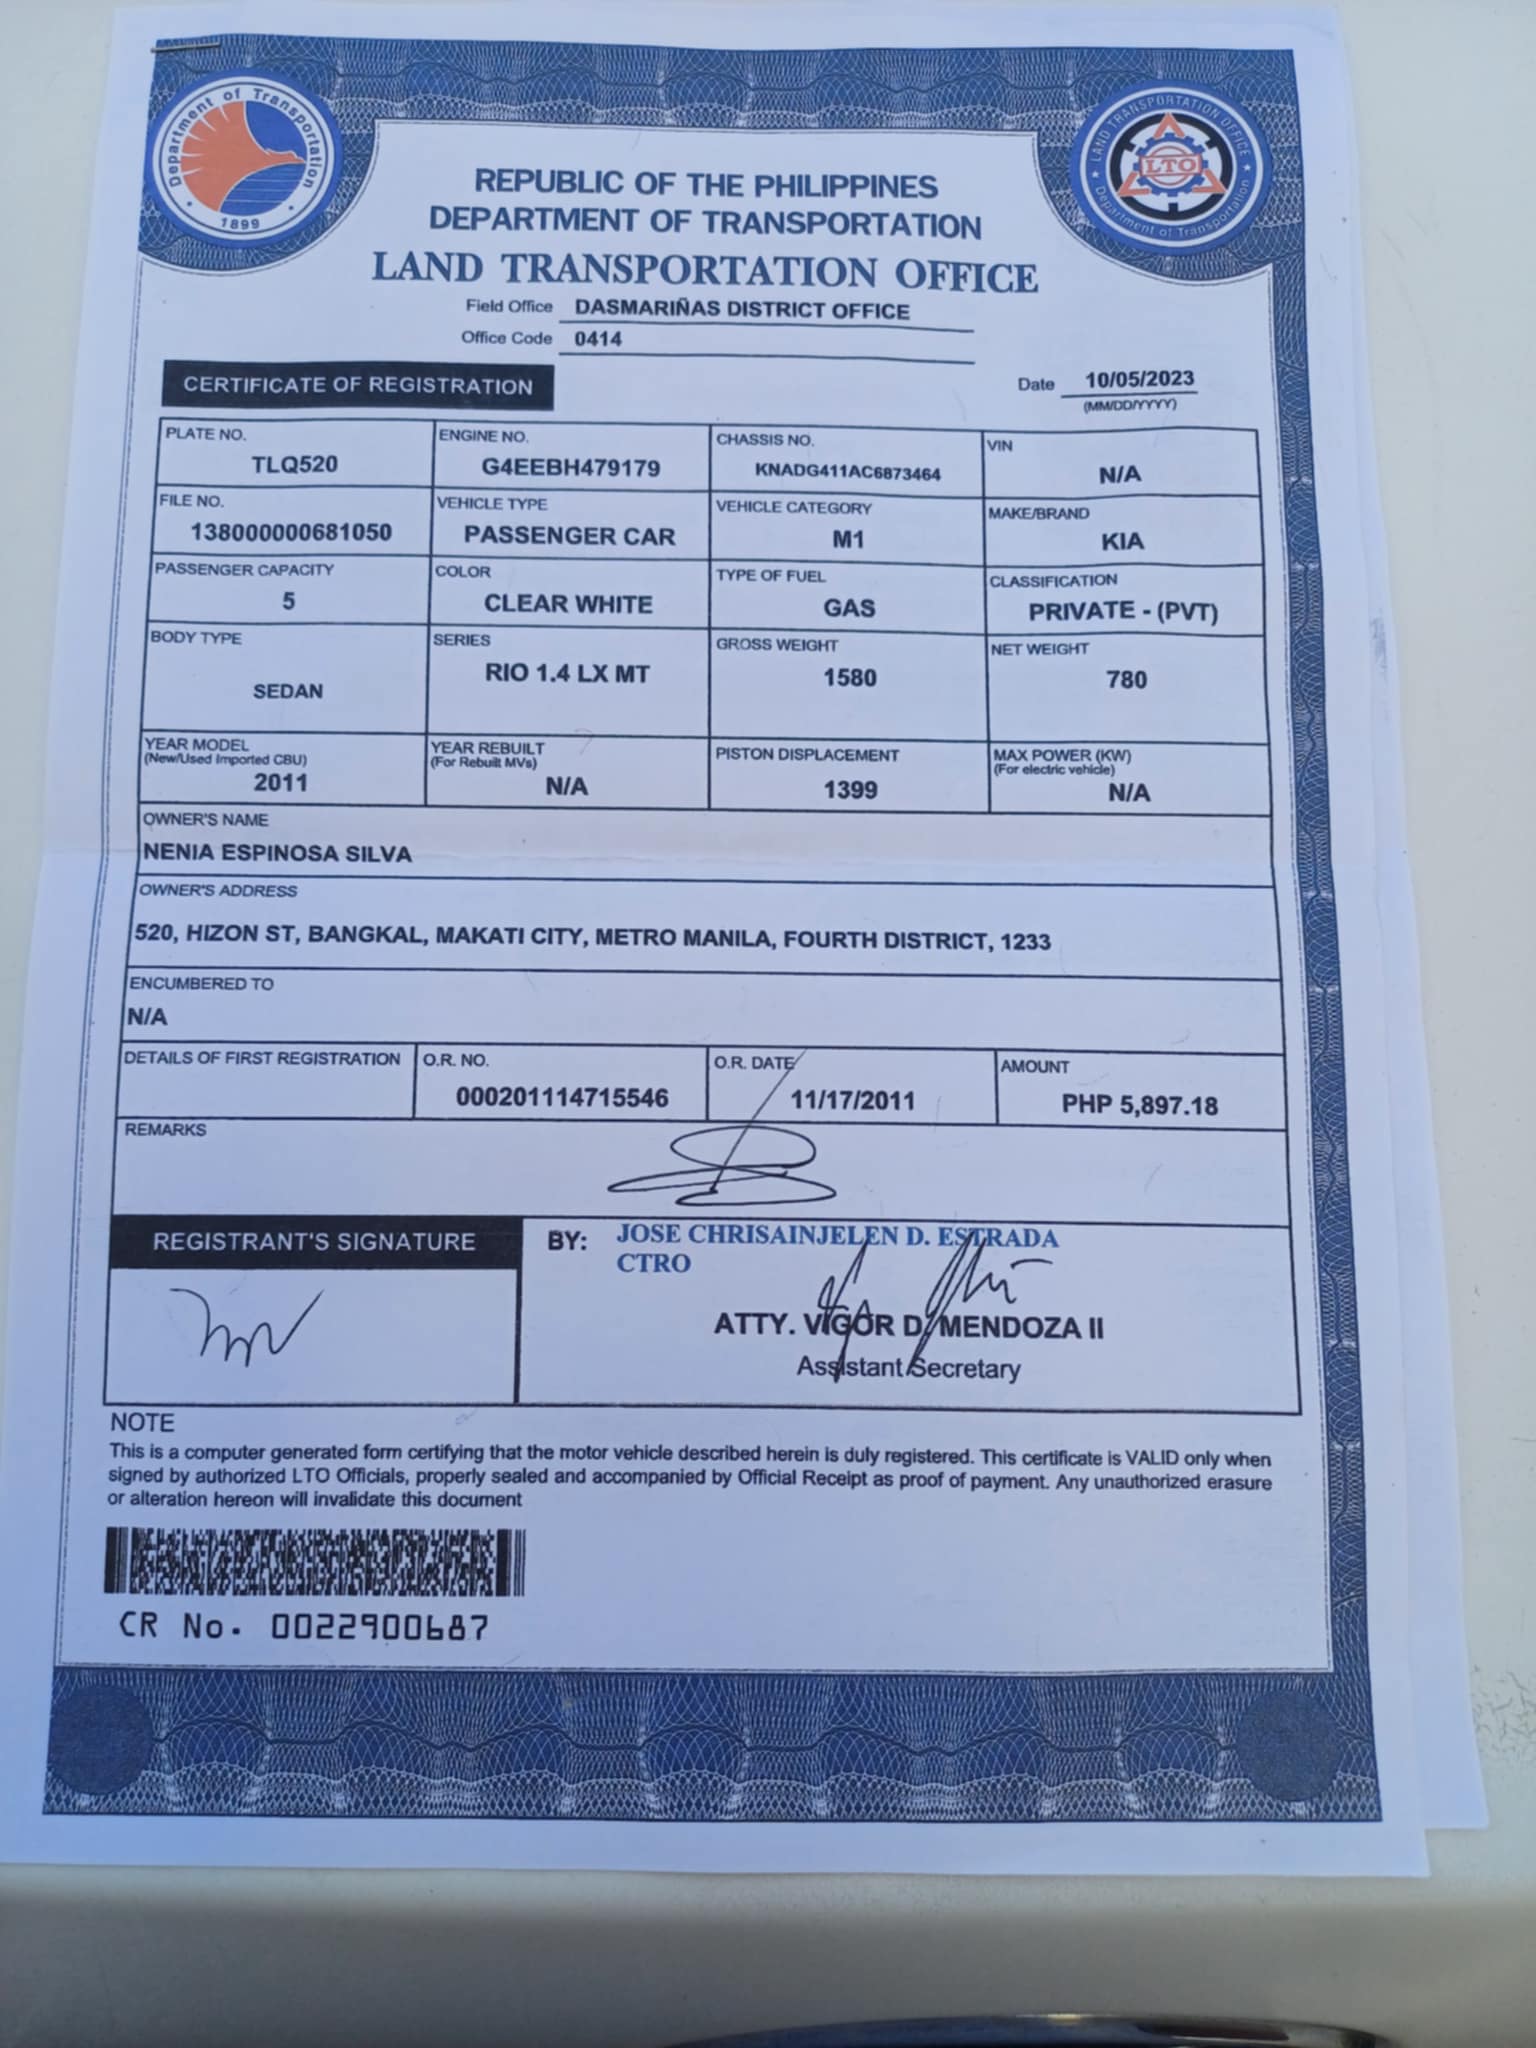 Department of Transportation
1899
LAND TRANSPORTATION OFFICE
LTO
Department of Transportation
REPUBLIC OF THE PHILIPPINES
DEPARTMENT OF TRANSPORTATION
LAND TRANSPORTATION OFFICE
Field Office DASMARIÑAS DISTRICT OFFICE
Office Code 0414
CERTIFICATE OF REGISTRATION
Date 10/05/2023
(MM/DD/YYYY)
PLATE NO. ENGINE NO. CHASSIS NO. VIN
TLQ520 G4EEBH479179 KNADG411AC6873464 N/A
FILE NO. VEHICLE TYPE VEHICLE CATEGORY MAKE/BRAND
138000000681050 PASSENGER CAR M1 KIA
PASSENGER CAPACITY COLOR TYPE OF FUEL CLASSIFICATION
5 CLEAR WHITE GAS PRIVATE - (PVT)
BODY TYPE SERIES GROSS WEIGHT NET WEIGHT
SEDAN RIO 1.4 LX MT 1580 780
YEAR MODEL YEAR REBUILT PISTON DISPLACEMENT MAX POWER (KW)
(New/Used Imported CBU) (For Rebuilt MVs) (For electric vehicle)
2011 N/A 1399 N/A
OWNER'S NAME
NENIA ESPINOSA SILVA
OWNER'S ADDRESS
520, HIZON ST, BANGKAL, MAKATI CITY, METRO MANILA, FOURTH DISTRICT, 1233
ENCUMBERED TO
N/A
DETAILS OF FIRST REGISTRATION O.R. NO. O.R. DATE AMOUNT
000201114715546 11/17/2011 PHP 5,897.18
REMARKS
REGISTRANT'S SIGNATURE
BY: JOSE CHRISAINJELEN D. ESTRADA
CTRO
ATTY. VIGOR D. MENDOZA II
Assistant Secretary
NOTE
This is a computer generated form certifying that the motor vehicle described herein is duly registered. This certificate is VALID only when
signed by authorized LTO Officials, properly sealed and accompanied by Official Receipt as proof of payment. Any unauthorized erasure
or alteration hereon will invalidate this document
CR No. 0022900687